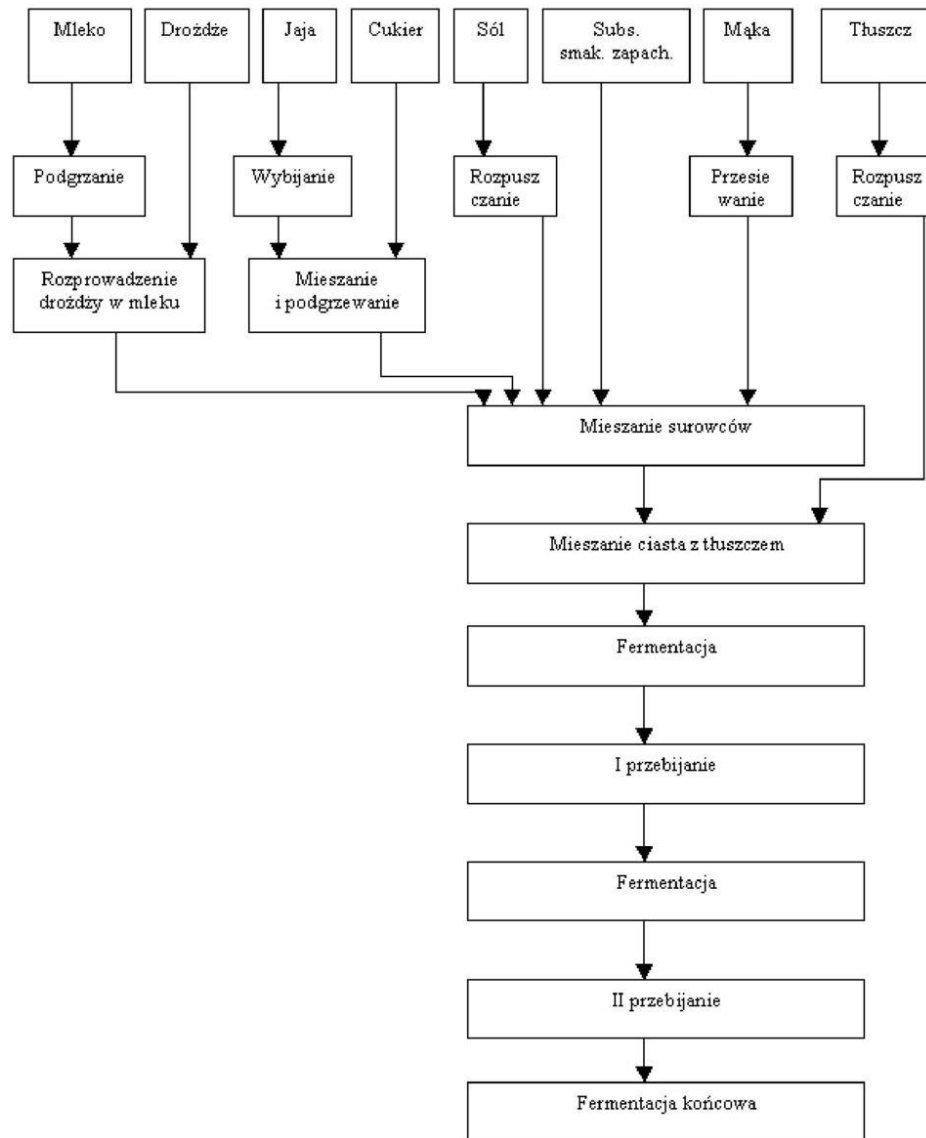 Mleko
Drożdże
Jaja
Cukier
Sól
Subs.
smak. zapach.
Mąka
Tłuszcz
Podgrzanie
Wybijanie
Rozpusz
czanie
Przesie
wanie
Rozpusz
czanie
Rozprowadzenie
drożdży w mleku
Mieszanie
i podgrzewanie
Mieszanie surowców
Mieszanie ciasta z tłuszczem
Fermentacja
I przebijanie
Fermentacja
II przebijanie
Fermentacja końcowa